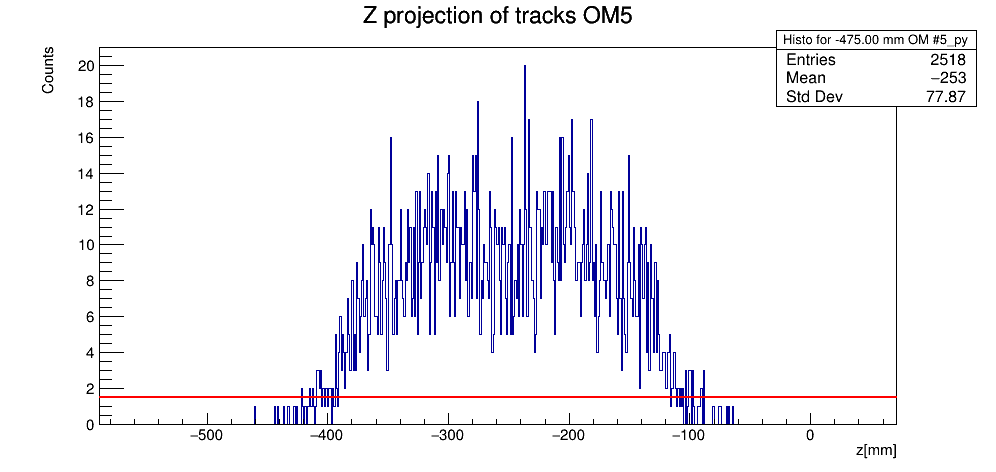 Z projection of tracks OM5
Histo for -475.00 mm OM #5_py
Entries 2518
Mean −253
Std Dev 77.87
Counts
20
18
16
14
12
10
8
6
4
2
0
−500 −400 −300 −200 −100 0
z[mm]